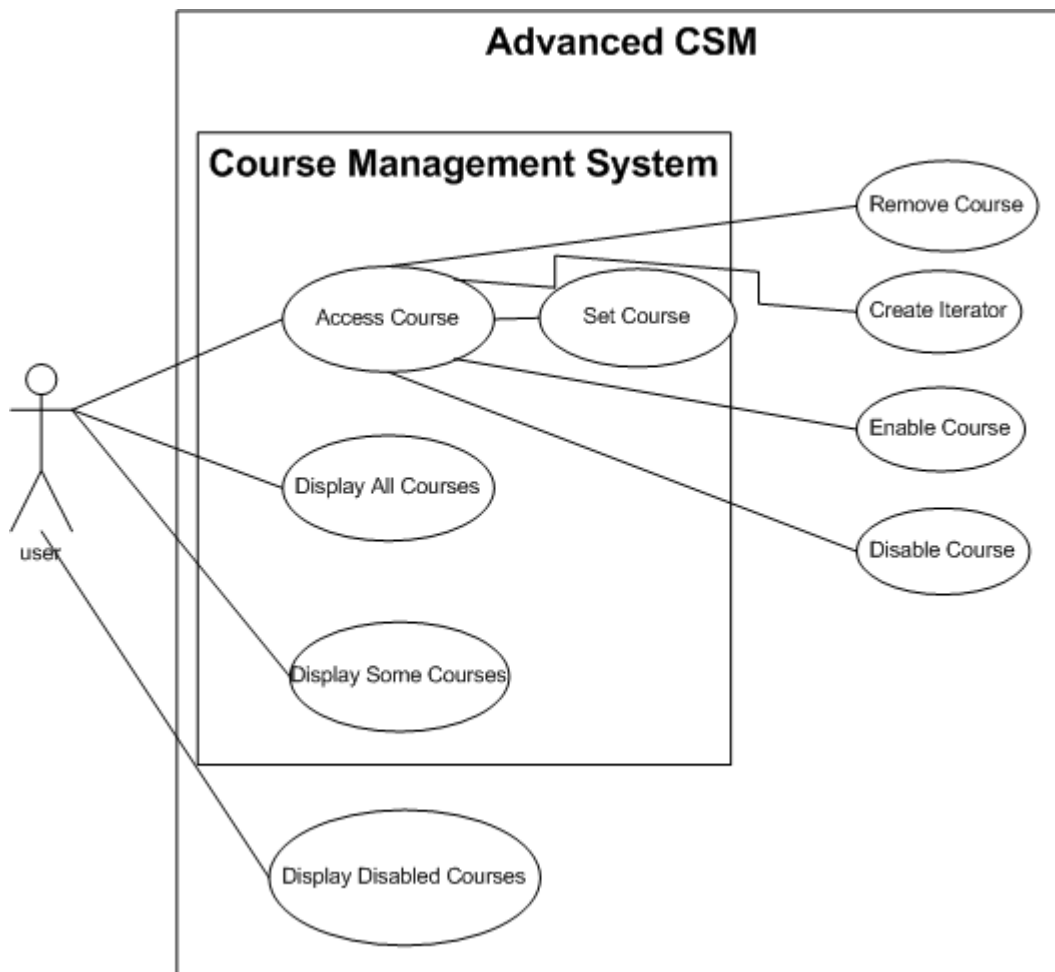 Advanced CSM
Course Management System
Remove Course
Access Course
Set Course
Create Iterator
Enable Course
Display All Courses
Disable Course
user
Display Some Courses
Display Disabled Courses